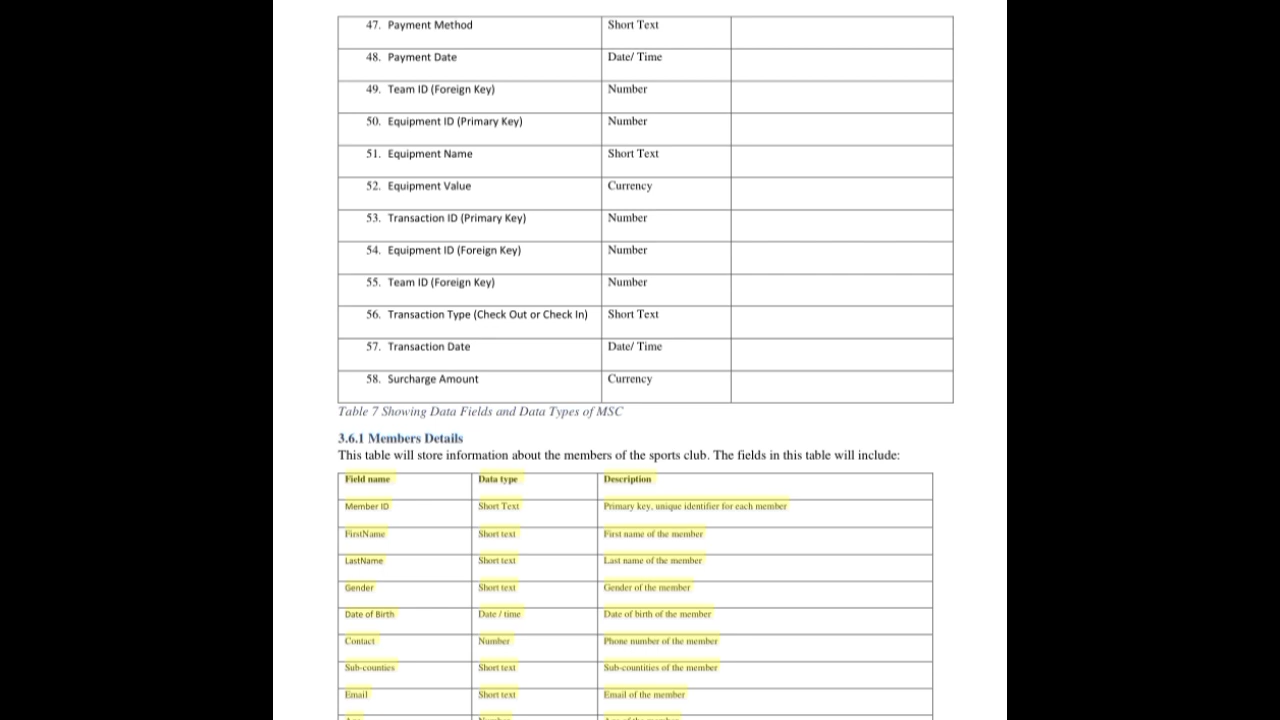 47. Payment Method Short Text
48. Payment Date Date/ Time
49. Team ID (Foreign Key) Number
50. Equipment ID (Primary Key) Number
51. Equipment Name Short Text
52. Equipment Value Currency
53. Transaction ID (Primary Key) Number
54. Equipment ID (Foreign Key) Number
55. Team ID (Foreign Key) Number
56. Transaction Type (Check Out or Check In) Short Text
57. Transaction Date Date/ Time
58. Surcharge Amount Currency
Table 7 Showing Data Fields and Data Types of MSC
3.6.1 Members Details
This table will store information about the members of the sports club. The fields in this table will include:
Field name Data type Description
Member ID Short Text Primary key, unique identifier for each member
FirstName Short text First name of the member
LastName Short text Last name of the member
Gender Short text Gender of the member
Date of Birth Date / time Date of birth of the member
Contact Number Phone number of the member
Sub-counties Short text Sub-countities of the member
Email Short text Email of the member